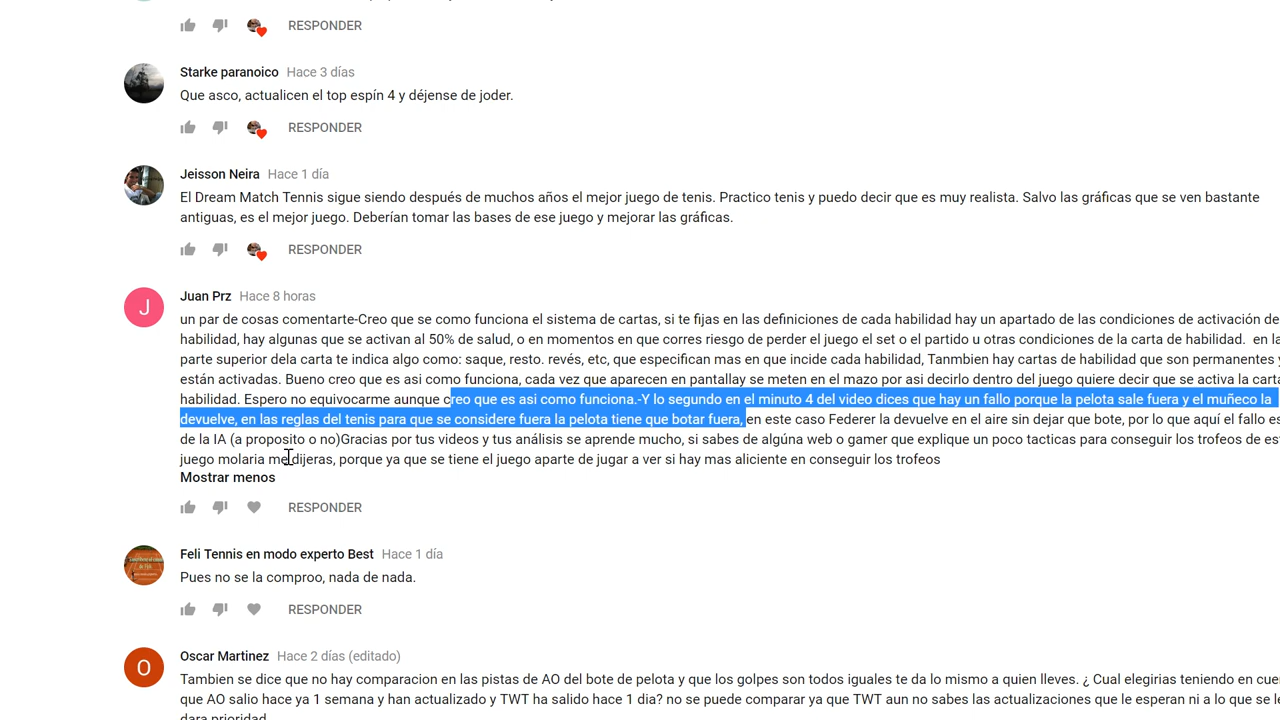 RESPONDER
Starke paranoico Hace 3 días
Que asco, actualicen el top espín 4 y déjense de joder.
RESPONDER
Jeisson Neira Hace 1 día
El Dream Match Tennis sigue siendo después de muchos años el mejor juego de tenis. Practico tenis y puedo decir que es muy realista. Salvo las gráficas que se ven bastante
antiguas, es el mejor juego. Deberían tomar las bases de ese juego y mejorar las gráficas.
RESPONDER
J
Juan Prz Hace 8 horas
un par de cosas comentarte-Creo que se como funciona el sistema de cartas, si te fijas en las definiciones de cada habilidad hay un apartado de las condiciones de activación de
habilidad, hay algunas que se activan al 50% de salud, o en momentos en que corres riesgo de perder el juego el set o el partido u otras condiciones de la carta de habilidad. en la
parte superior dela carta te indica algo como: saque, resto. revés, etc, que especifican mas en que incide cada habilidad, Tanmbien hay cartas de habilidad que son permanentes y
están activadas. Bueno creo que es asi como funciona, cada vez que aparecen en pantallay se meten en el mazo por asi decirlo dentro del juego quiere decir que se activa la carta
habilidad. Espero no equivocarme aunque creo que es asi como funciona.-Y lo segundo en el minuto 4 del video dices que hay un fallo porque la pelota sale fuera y el muñeco la
devuelve, en las reglas del tenis para que se considere fuera la pelota tiene que botar fuera, en este caso Federer la devuelve en el aire sin dejar que bote, por lo que aquí el fallo es
de la IA (a proposito o no)Gracias por tus videos y tus análisis se aprende mucho, si sabes de algúna web o gamer que explique un poco tacticas para conseguir los trofeos de es
juego molaria me dijeras, porque ya que se tiene el juego aparte de jugar a ver si hay mas aliciente en conseguir los trofeos
Mostrar menos
RESPONDER
Feli Tennis en modo experto Best Hace 1 día
Pues no se la comproo, nada de nada.
RESPONDER
O
Oscar Martinez Hace 2 días (editado)
Tambien se dice que no hay comparacion en las pistas de AO del bote de pelota y que los golpes son todos iguales te da lo mismo a quien lleves. ¿ Cual elegirias teniendo en cue
que AO salio hace ya 1 semana y han actualizado y TWT ha salido hace 1 dia? no se puede comparar ya que TWT aun no sabes las actualizaciones que le esperan ni a lo que se le
dara prioridad